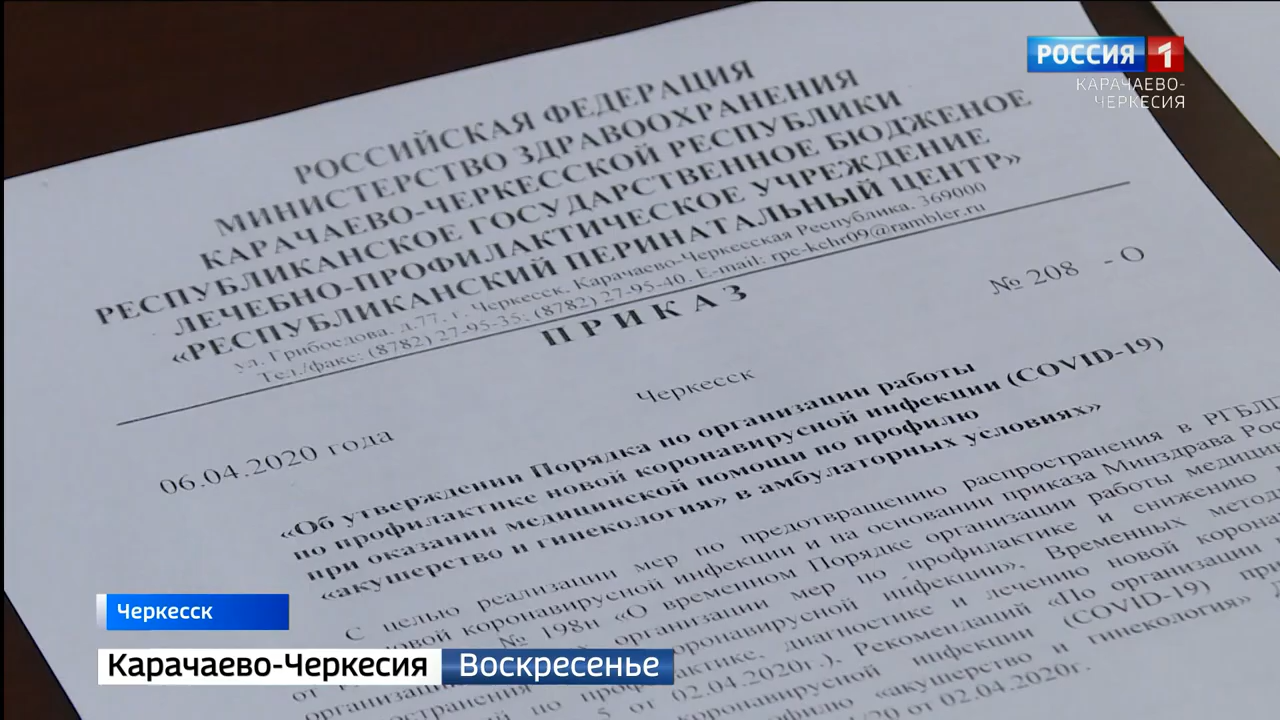 РОССИЯ 1
КАРАЧАЕВО-
ЧЕРКЕСИЯ
РОССИЙСКАЯ ФЕДЕРАЦИЯ
МИНИСТЕРСТВО ЗДРАВООХРАНЕНИЯ
КАРАЧАЕВО-ЧЕРКЕССКОЙ РЕСПУБЛИКИ
РЕСПУБЛИКАНСКОЕ ГОСУДАРСТВЕННОЕ БЮДЖЕНОЕ
ЛЕЧЕБНО-ПРОФИЛАКТИЧЕСКОЕ УЧРЕЖДЕНИЕ
«РЕСПУБЛИКАНСКИЙ ПЕРИНАТАЛЬНЫЙ ЦЕНТР»
ул. Грибоедова, д.77, г. Черкесск, Карачаево-Черкесская Республика, 369000
Тел./факс: (8782) 27-95-35; (8782) 27-95-40. E-mail: rpc-kchr09@rambler.ru
П Р И К А З
№ 208 - О
Черкесск
06.04.2020 года
«Об утверждении Порядка по организации работы
по профилактике новой коронавирусной инфекции (COVID-19)
при оказании медицинской помощи по профилю
«акушерство и гинекология» в амбулаторных условиях»
С целью реализации мер по предотвращению распространения в
новой коронавирусной инфекции и на основании приказа Минздрава
от № 198н «О временном Порядке организации работы
организации мер по профилактике и снижению
коронавирусной инфекции», Временных
диагностике и лечению новой
5 от 02.04.2020г.), Рекомендаций «По организации
коронавирусной инфекции (COVID-19)
профилю «акушерство и гинекология»
от 02.04.2020г.
Черкесск
Карачаево-Черкесия Воскресенье